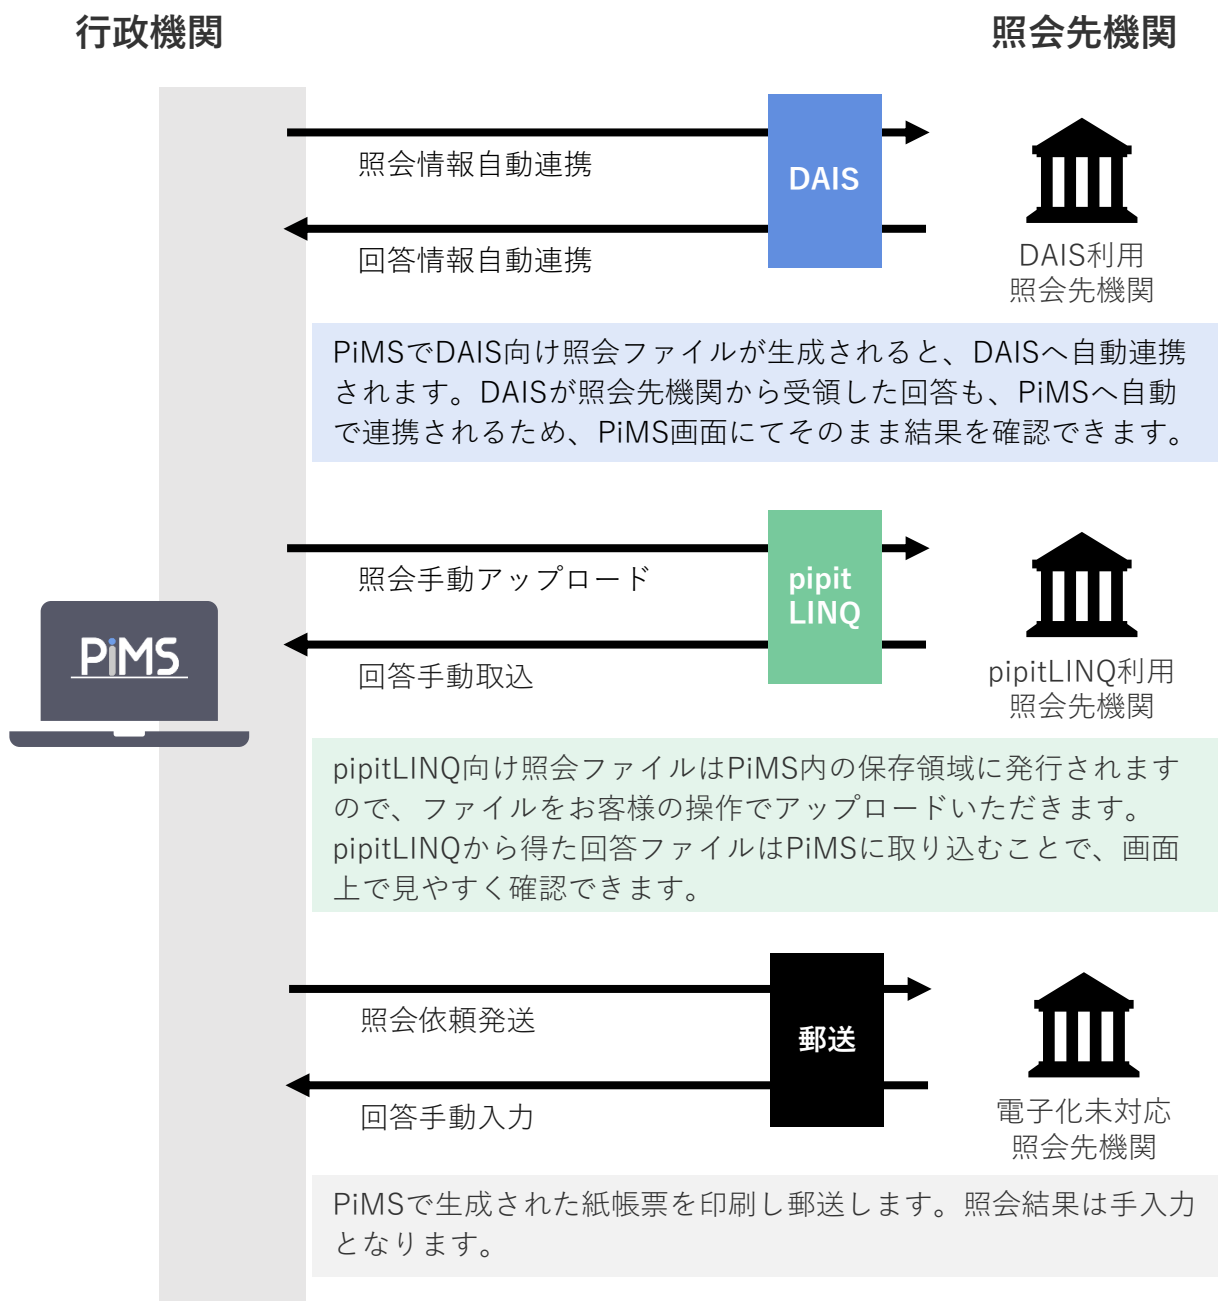 行政機関
照会先機関
照会情報自動連携
DAIS
回答情報自動連携
DAIS利用
照会先機関
PiMSでDAIS向け照会ファイルが生成されると、DAISへ自動連携
されます。DAISが照会先機関から受領した回答も、PiMSへ自動
で連携されるため、PiMS画面にてそのまま結果を確認できます。
照会手動アップロード
pipit
LINQ
回答手動取込
pipitLINQ利用
照会先機関
PiMS
pipitLINQ向け照会ファイルはPiMS内の保存領域に発行されます
ので、ファイルをお客様の操作でアップロードいただきます。
pipitLINQから得た回答ファイルはPiMSに取り込むことで、画面
上で見やすく確認できます。
照会依頼発送
郵送
回答手動入力
電子化未対応
照会先機関
PiMSで生成された紙帳票を印刷し郵送します。照会結果は手入力
となります。